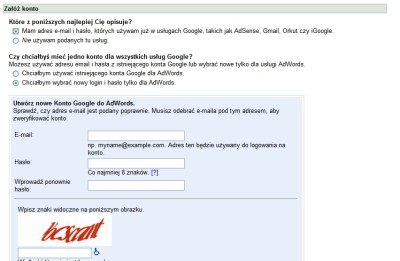 Załóż konto
Które z poniższych najlepiej Cię opisuje?
Mam adres e-mail i hasło, których używam już w usługach Google, takich jak AdSense, Gmail, Orkut czy iGoogle.
Nie używam podanych tu usług.
Czy chciałbyś mieć jedno konto dla wszystkich usług Google?
Możesz używać adresu email i hasła z istniejącego konta Google lub wybrać nowe tylko dla usługi AdWords.
Chciałbym używać istniejącego konta Google dla AdWords.
Chciałbym wybrać nowy login i hasło tylko dla AdWords.
Utwórz nowe Konto Google do AdWords.
Sprawdź, czy adres e-mail jest podany poprawnie. Musisz odebrać e-maila pod tym adresem, aby
zweryfikować konto.
E-mail:
np. myname@example.com. Adres ten będzie używany do logowania na
konto.
Hasło:
Co najmniej 8 znaków. [?]
Wprowadź ponownie
hasło:
Wpisz znaki widoczne na poniższym obrazku.